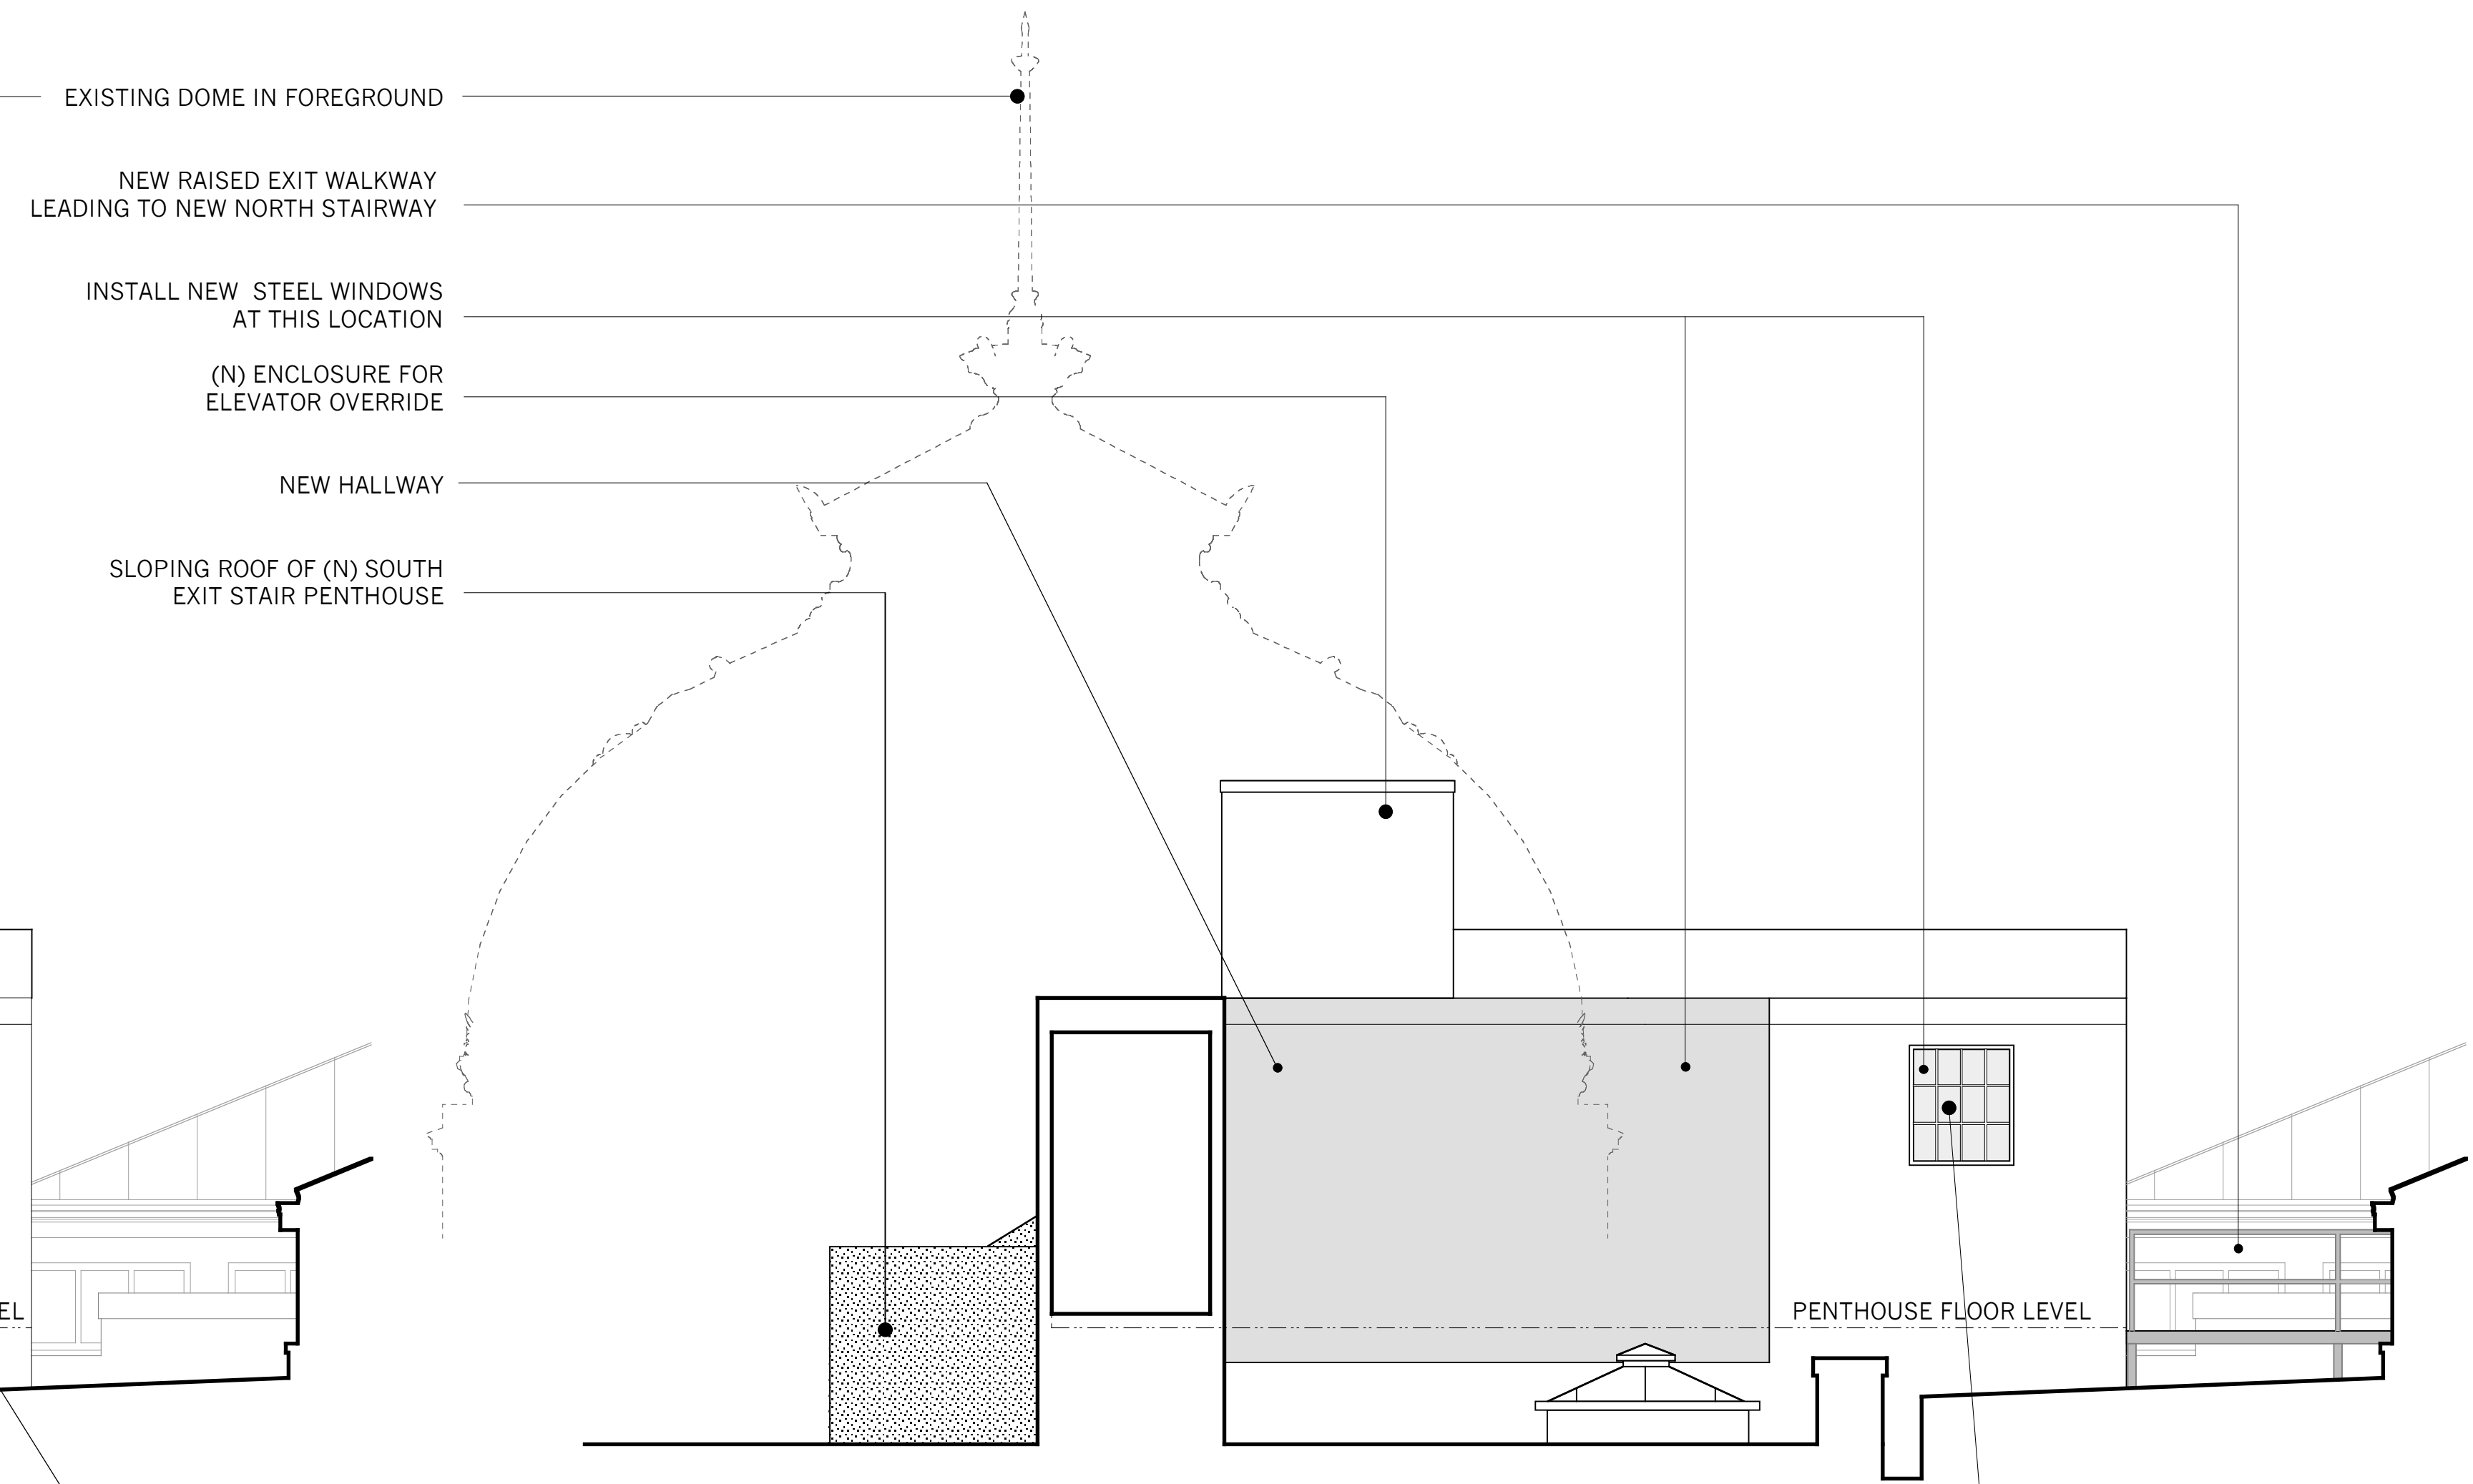 EXISTING DOME IN FOREGROUND
NEW RAISED EXIT WALKWAY
LEADING TO NEW NORTH STAIRWAY
INSTALL NEW STEEL WINDOWS
AT THIS LOCATION
(N) ENCLOSURE FOR
ELEVATOR OVERRIDE
NEW HALLWAY
SLOPING ROOF OF (N) SOUTH
EXIT STAIR PENTHOUSE
EL
PENTHOUSE FLOOR LEVEL